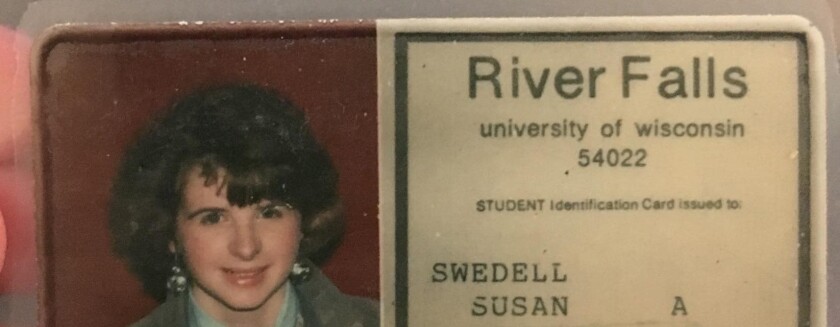 River Falls
university of wisconsin
54022
STUDENT Identification Card issued to:
SWEDELL
SUSAN A